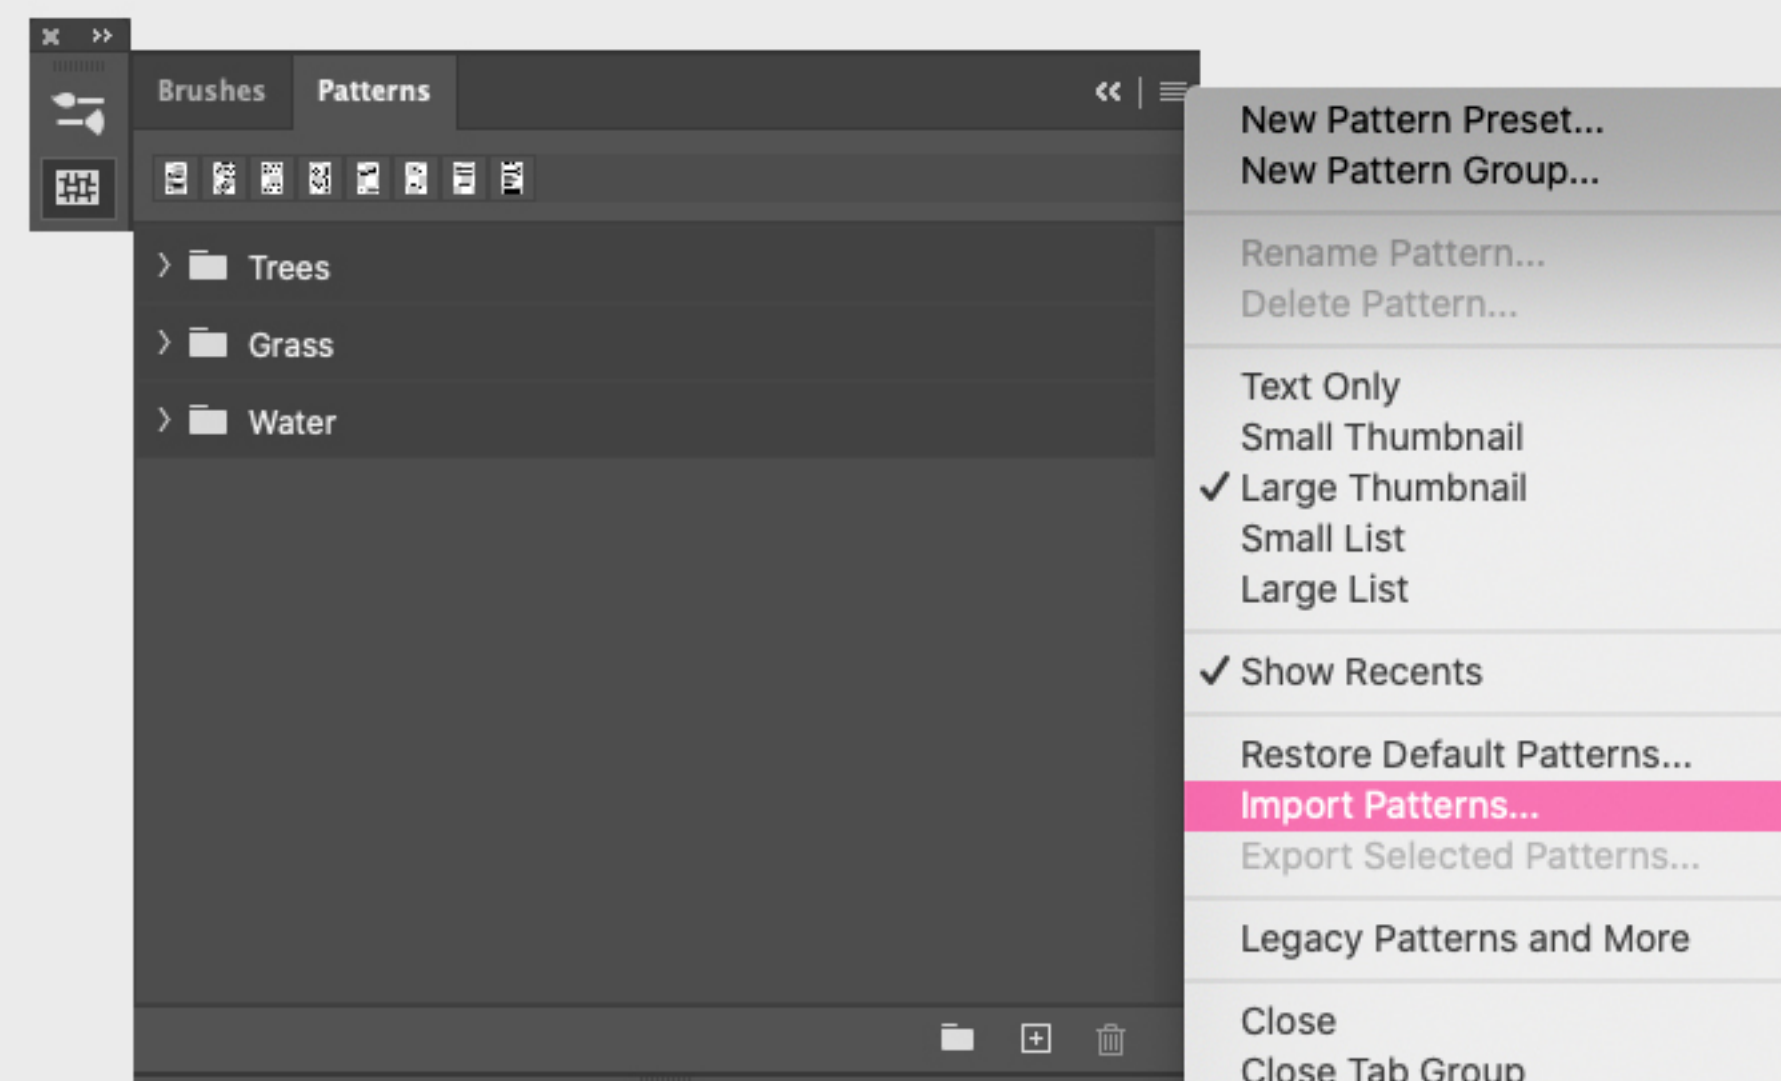 Brushes
Patterns
Trees
Grass
Water
New Pattern Preset...
New Pattern Group...
Rename Pattern...
Delete Pattern...
Text Only
Small Thumbnail
Large Thumbnail
Small List
Large List
Show Recents
Restore Default Patterns...
Import Patterns...
Export Selected Patterns...
Legacy Patterns and More
Close
Close Tab Group